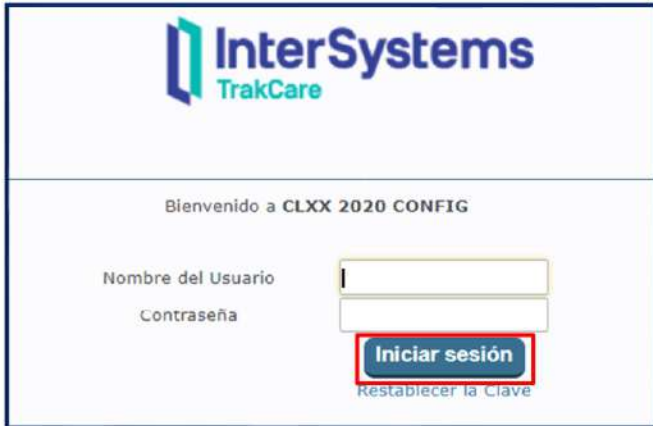 InterSystems
TrakCare
Bienvenido a CLXX 2020 CONFIG
Nombre del Usuario
Contraseña
Iniciar sesión
Restablecer la Clave